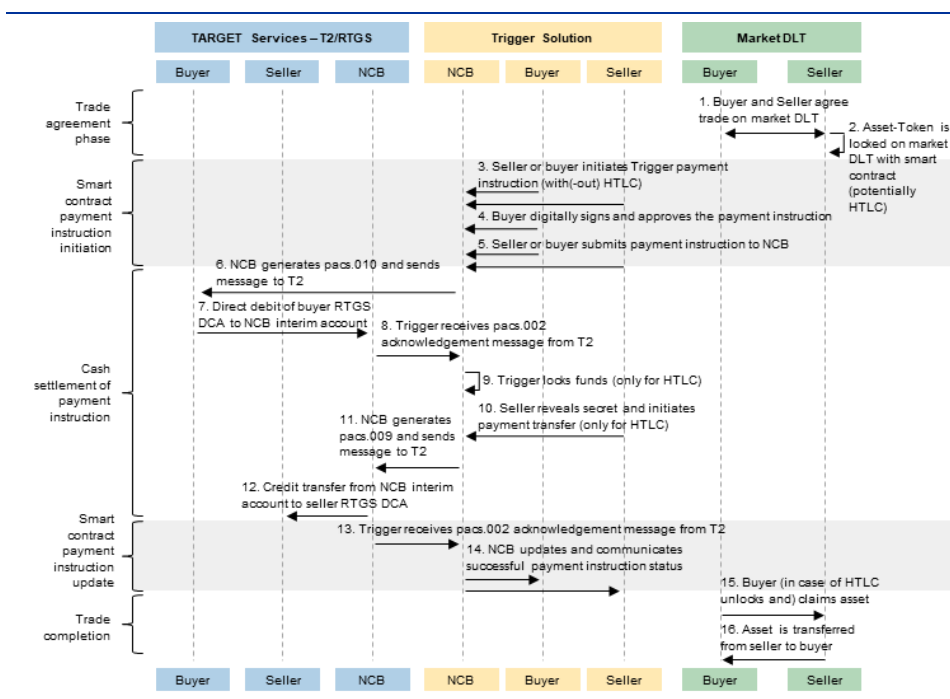 TARGET Services – T2/RTGS
Trigger Solution
Market DLT
Buyer
Seller
NCB
NCB
Buyer
Seller
Buyer
Seller
Trade
agreement
phase
1. Buyer and Seller agree
trade on market DLT
2. Asset-Token is
locked on market
DLT with smart
contract
(potentially
HTLC)
Smart
contract
payment
instruction
initiation
3. Seller or buyer initiates Trigger payment
instruction (with(-out) HTLC)
4. Buyer digitally signs and approves the payment instruction
5. Seller or buyer submits payment instruction to NCB
Cash
settlement of
payment
instruction
6. NCB generates pacs.010 and sends
message to T2
7. Direct debit of buyer RTGS
DCA to NCB interim account
8. Trigger receives pacs.002
acknowledgement message from T2
9. Trigger locks funds (only for HTLC)
10. Seller reveals secret and initiates
payment transfer (only for HTLC)
11. NCB generates
pacs.009 and sends
message to T2
12. Credit transfer from NCB interim
account to seller RTGS DCA
Smart
contract
payment
instruction
update
13. Trigger receives pacs.002 acknowledgement message from T2
14. NCB updates and communicates
successful payment instruction status
Trade
completion
15. Buyer (in case of HTLC
unlocks and) claims asset
16. Asset is transferred
from seller to buyer
Buyer
Seller
NCB
NCB
Buyer
Seller
Buyer
Seller